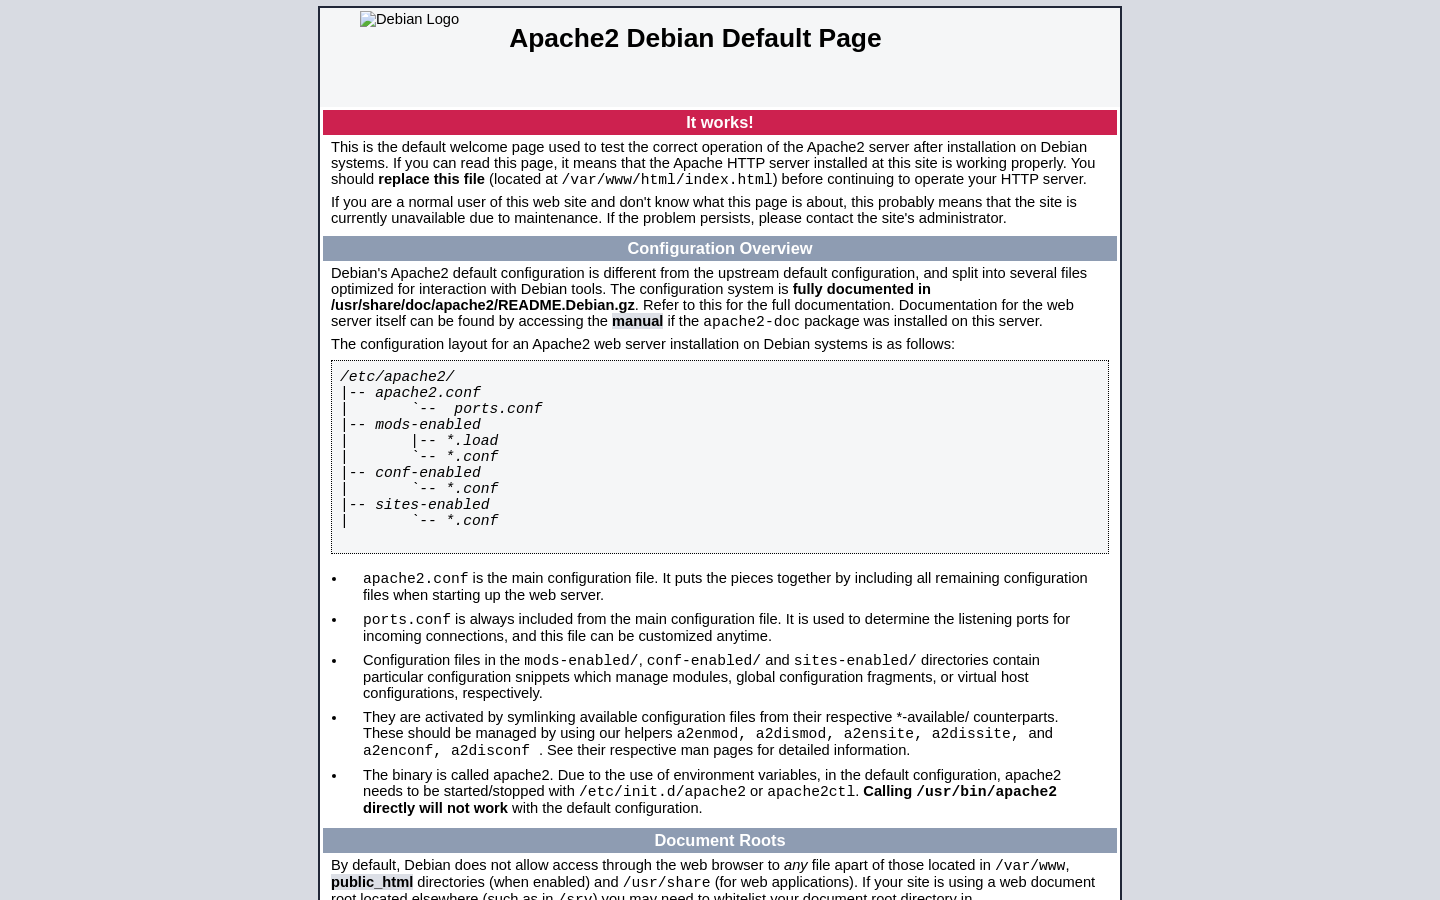 Debian Logo
Apache2 Debian Default Page
It works!
This is the default welcome page used to test the correct operation of the Apache2 server after installation on Debian
systems. If you can read this page, it means that the Apache HTTP server installed at this site is working properly. You
should replace this file (located at /var/www/html/index.html) before continuing to operate your HTTP server.
If you are a normal user of this web site and don't know what this page is about, this probably means that the site is
currently unavailable due to maintenance. If the problem persists, please contact the site's administrator.
Configuration Overview
Debian's Apache2 default configuration is different from the upstream default configuration, and split into several files
optimized for interaction with Debian tools. The configuration system is fully documented in
/usr/share/doc/apache2/README.Debian.gz. Refer to this for the full documentation. Documentation for the web
server itself can be found by accessing the manual if the apache2-doc package was installed on this server.
The configuration layout for an Apache2 web server installation on Debian systems is as follows:
/etc/apache2/
|-- apache2.conf
|       `--  ports.conf
|-- mods-enabled
|       |-- *.load
|       `-- *.conf
|-- conf-enabled
|       `-- *.conf
|-- sites-enabled
|       `-- *.conf
• apache2.conf is the main configuration file. It puts the pieces together by including all remaining configuration
files when starting up the web server.
• ports.conf is always included from the main configuration file. It is used to determine the listening ports for
incoming connections, and this file can be customized anytime.
• Configuration files in the mods-enabled/, conf-enabled/ and sites-enabled/ directories contain
particular configuration snippets which manage modules, global configuration fragments, or virtual host
configurations, respectively.
• They are activated by symlinking available configuration files from their respective *-available/ counterparts.
These should be managed by using our helpers a2enmod, a2dismod, a2ensite, a2dissite, and
a2enconf, a2disconf . See their respective man pages for detailed information.
• The binary is called apache2. Due to the use of environment variables, in the default configuration, apache2
needs to be started/stopped with /etc/init.d/apache2 or apache2ctl. Calling /usr/bin/apache2
directly will not work with the default configuration.
Document Roots
By default, Debian does not allow access through the web browser to any file apart of those located in /var/www,
public_html directories (when enabled) and /usr/share (for web applications). If your site is using a web document
root located elsewhere (such as in /srv) you may need to whitelist your document root directory in